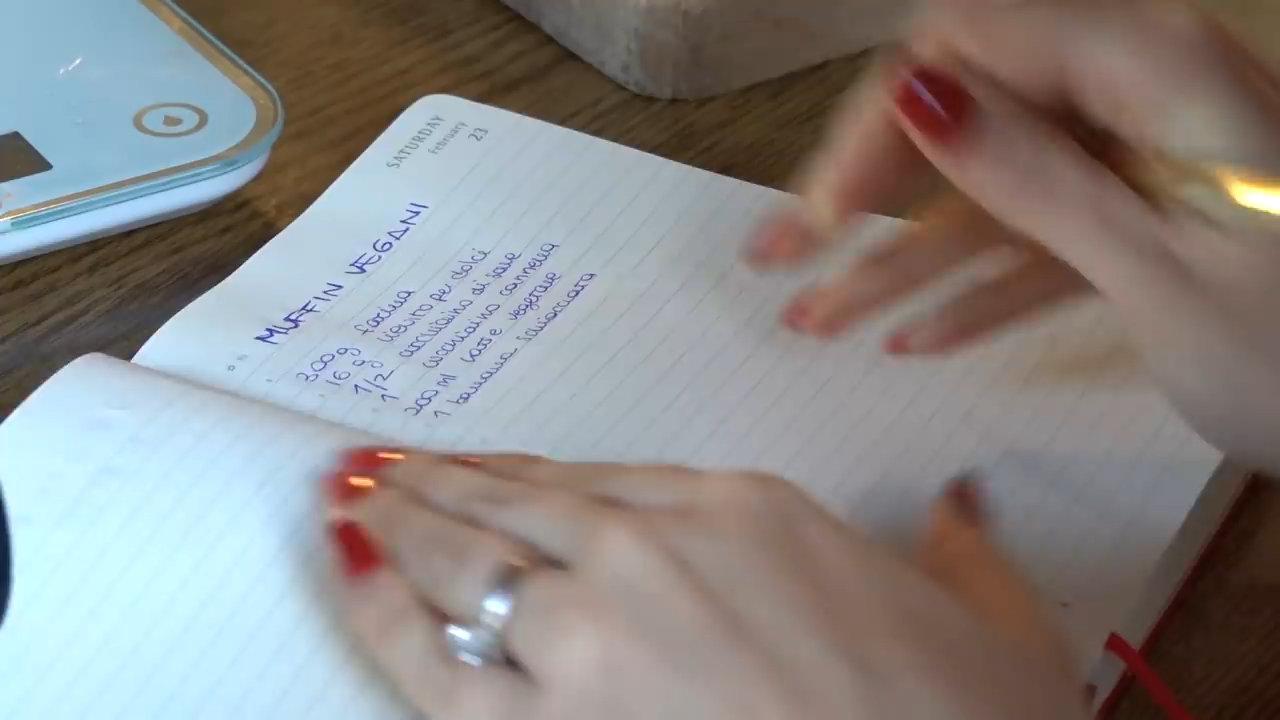 SATURDAY
February
23
MUFFIN VEGANI
300g farina
16 g lievito per dolci
1/2 cucchiaino di sale
1 cucchiaino cannella
200 ml latte vegetale
1 banana schiacciata